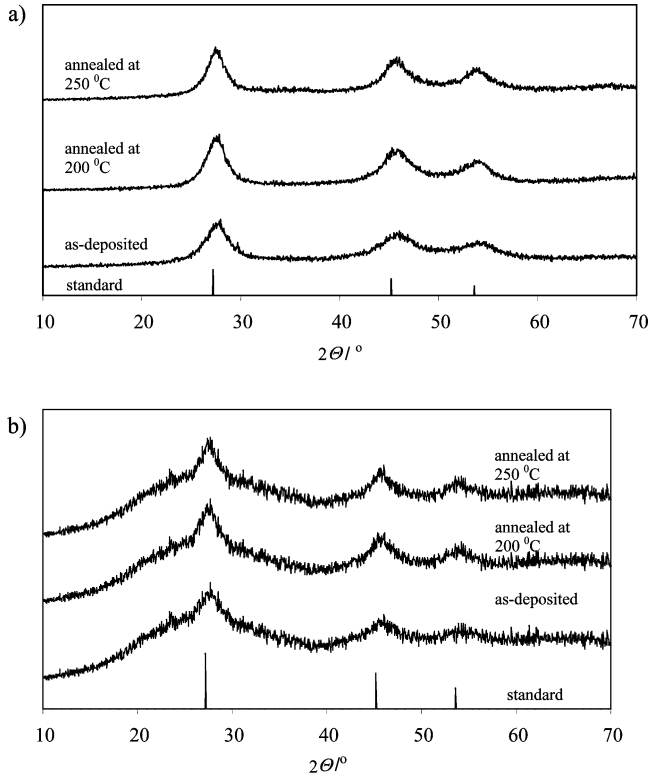 a)
annealed at
250 ⁰C
annealed at
200 ⁰C
as-deposited
standard
10 20 30 40 50 60 70
2Θ/ °
b)
annealed at
250 ⁰C
annealed at
200 ⁰C
as-deposited
standard
10 20 30 40 50 60 70
2Θ/°